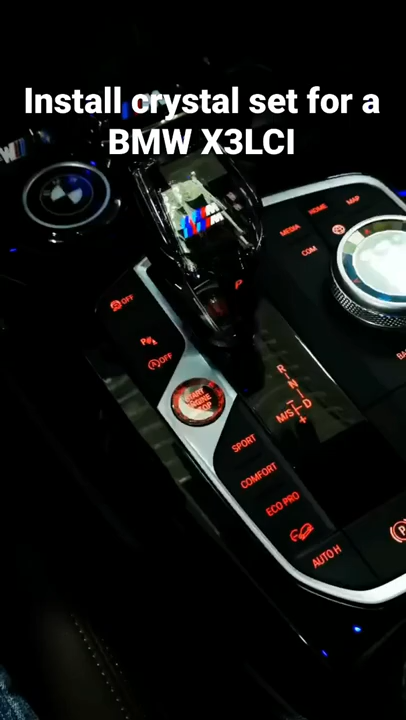 Install crystal set for a
BMW X3LCI
MEDIA
HOME
MAP
COM
OFF
P
OFF
START
ENGINE
STOP
R
N
M/S
D
+
SPORT
COMFORT
ECO PRO
AUTO H
P